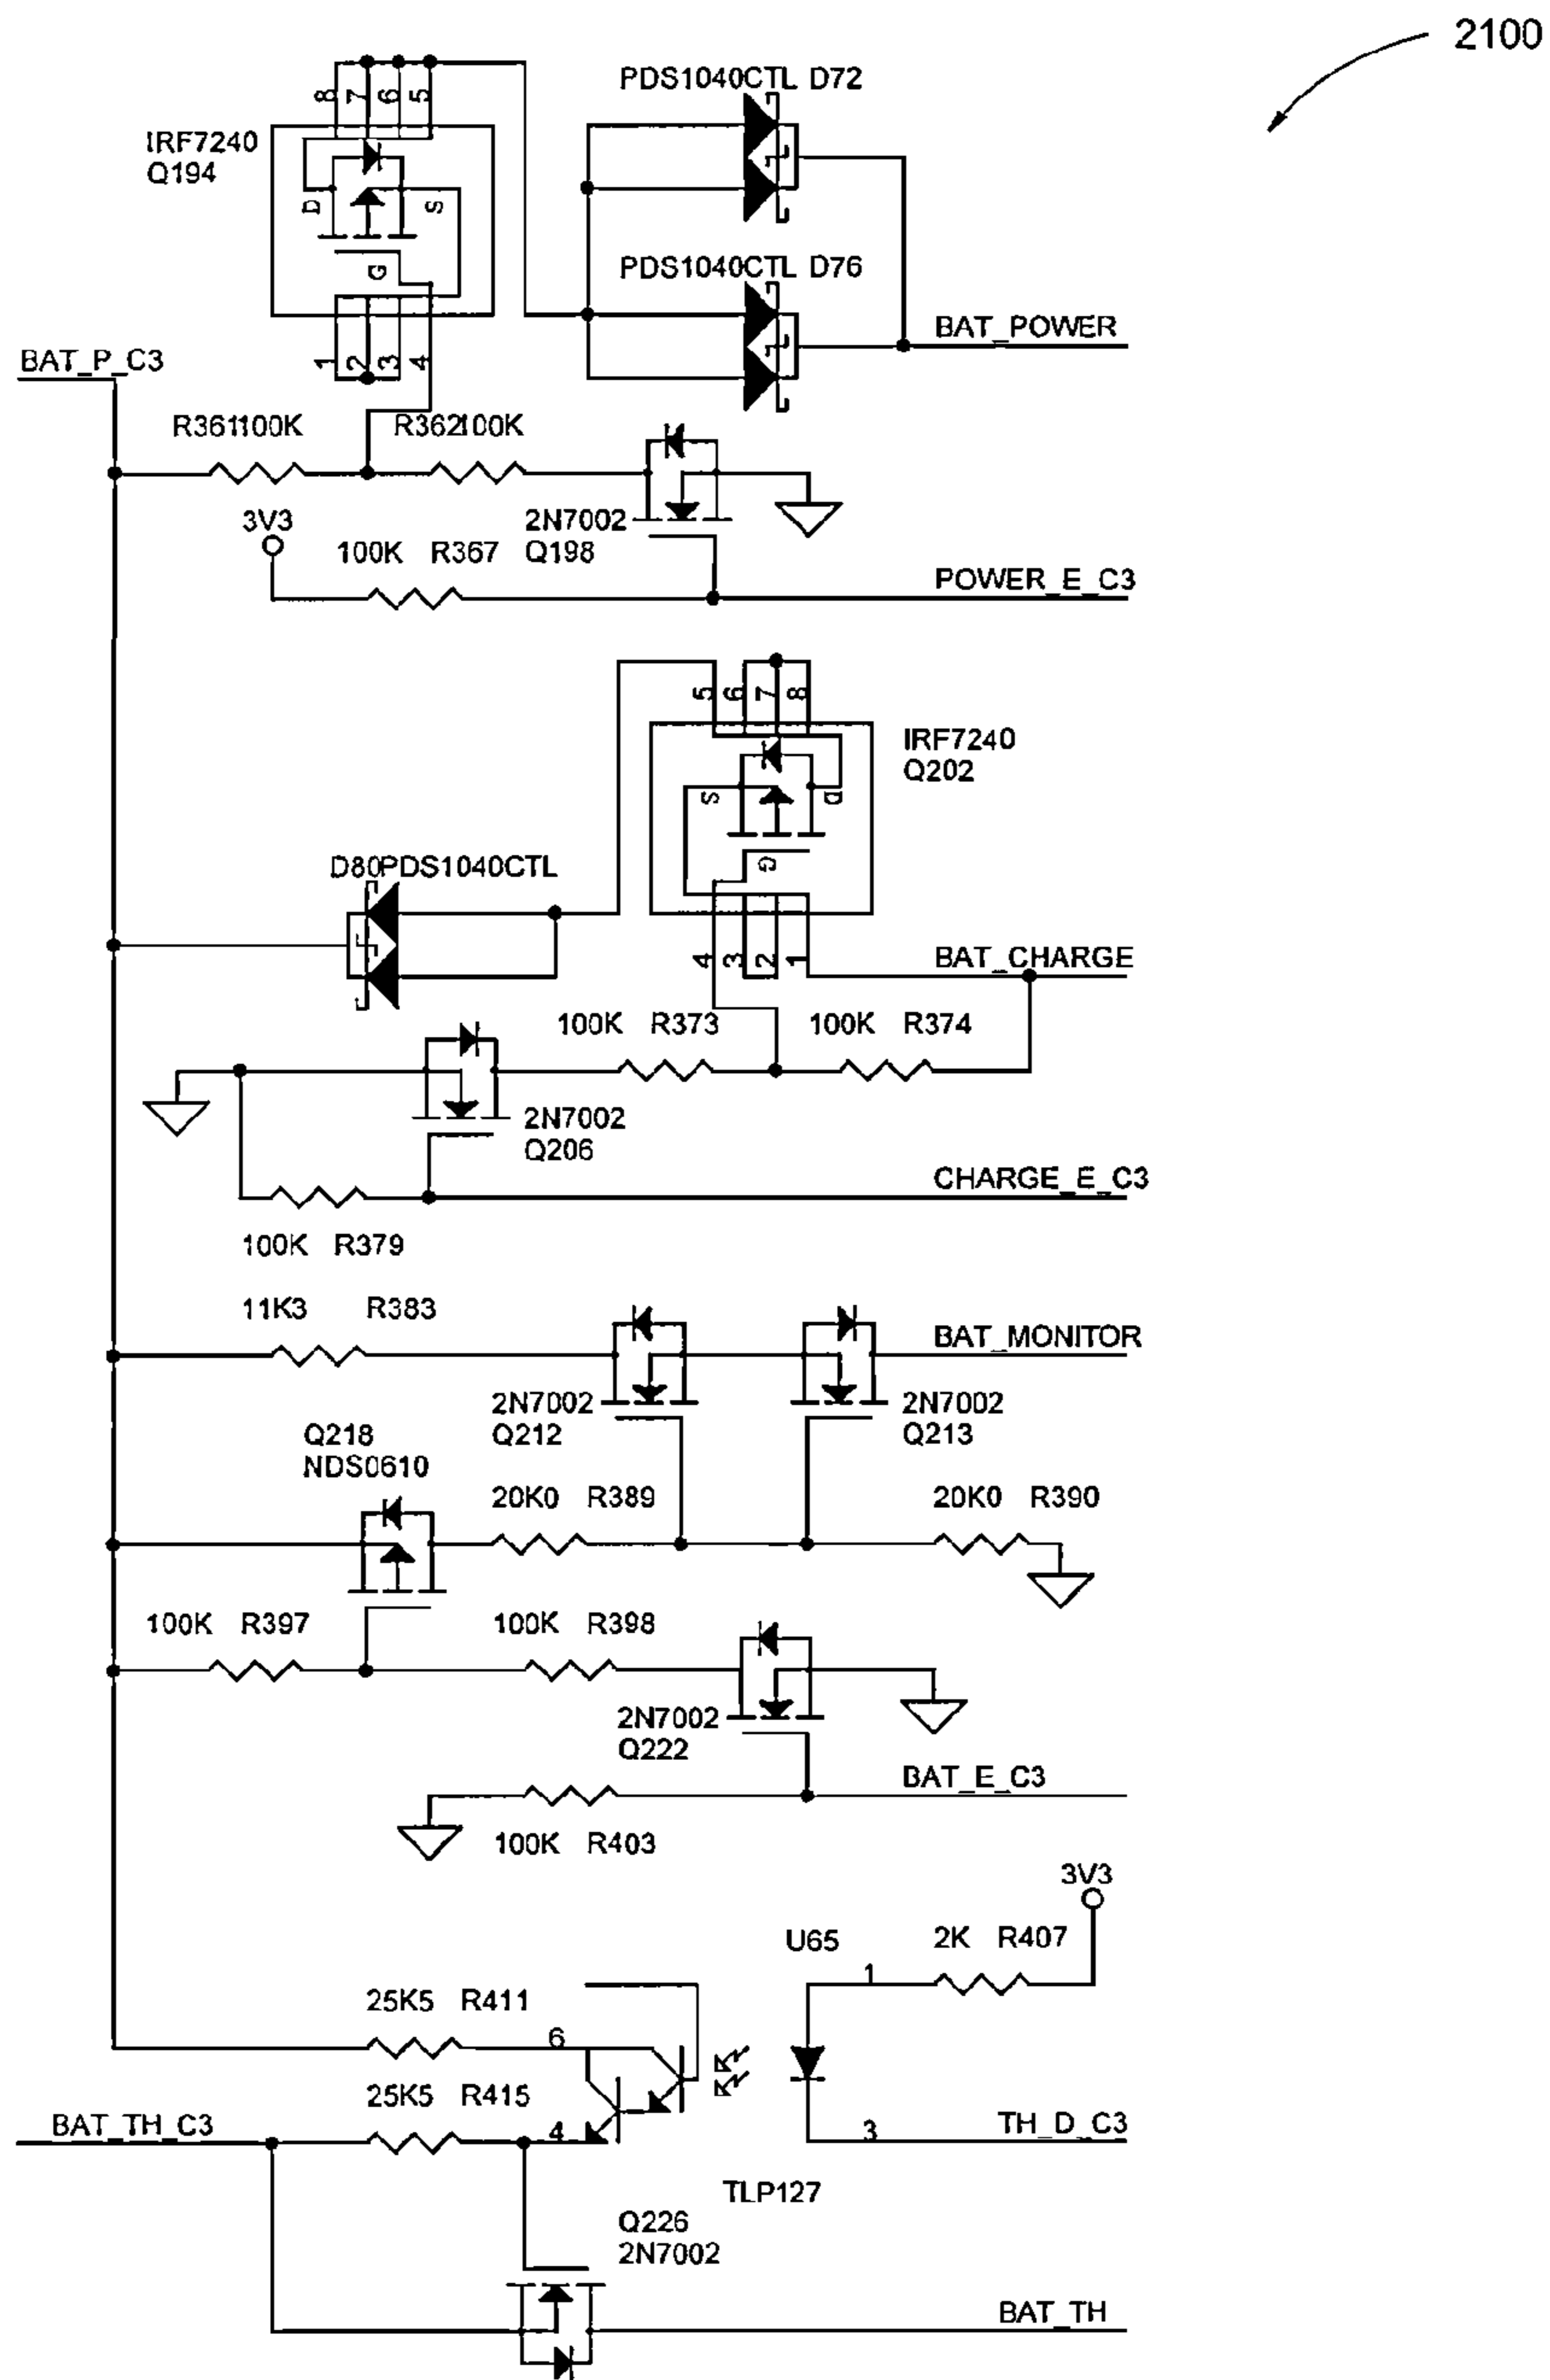 2100
PDS1040CTL D72
8 7 6 5
IRF7240
Q194
D
S
G
PDS1040CTL D76
BAT_POWER
BAT_P_C3
1 2 3 4
R361100K
R362100K
3V3
2N7002
Q198
100K R367
POWER_E_C3
5 6 7 8
IRF7240
Q202
S
D
G
D80PDS1040CTL
4 3 2 1
BAT_CHARGE
100K R373
100K R374
2N7002
Q206
CHARGE_E_C3
100K R379
11K3 R383
BAT_MONITOR
2N7002
Q212
2N7002
Q213
Q218
NDS0610
20K0 R389
20K0 R390
100K R397
100K R398
2N7002
Q222
BAT_E_C3
100K R403
3V3
U65
2K R407
1
25K5 R411
6
25K5 R415
BAT_TH_C3
4
3
TH_D_C3
TLP127
Q226
2N7002
BAT_TH